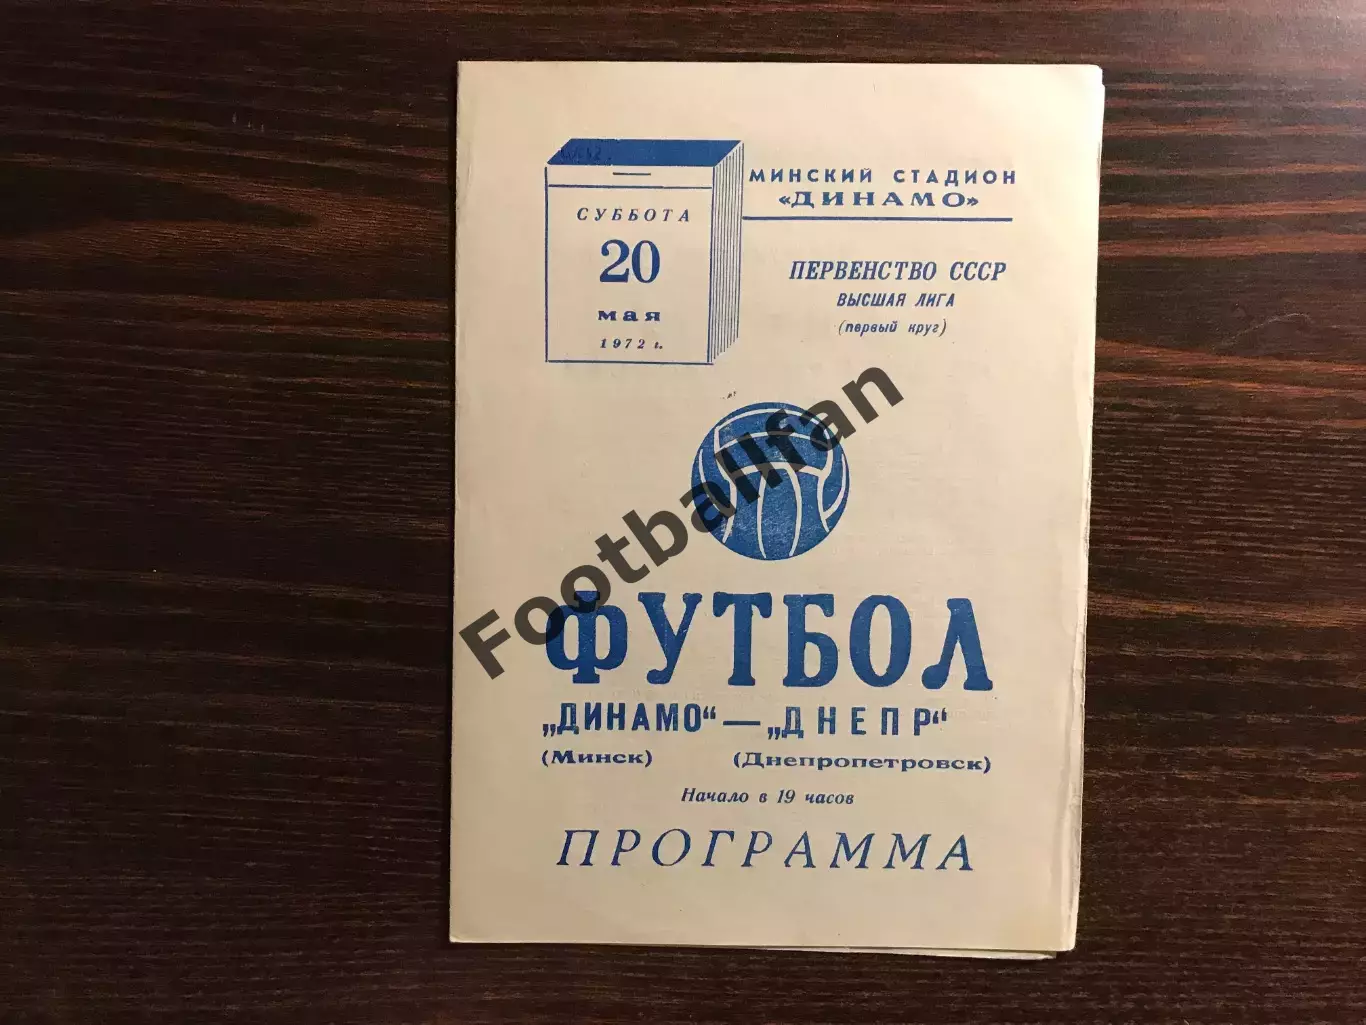 СУББОТА
20
мая
1972 г.
МИНСКИЙ СТАДИОН
«ДИНАМО»
ПЕРВЕНСТВО СССР
ВЫСШАЯ ЛИГА
(первый круг)
Footballfan
ФУТБОЛ
„ДИНАМО“ — „ДНЕПР“
(Минск) (Днепропетровск)
Начало в 19 часов
ПРОГРАММА